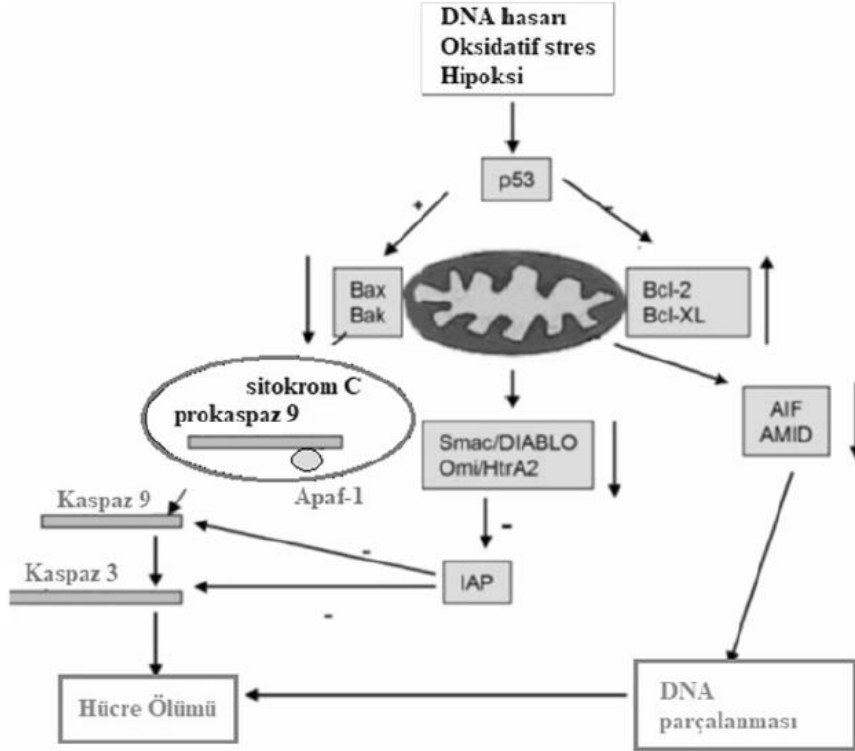 DNA hasarı
Oksidatif stres
Hipoksi
p53
+
-
Bax
Bak
Bcl-2
Bcl-XL
sitokrom C
prokaspaz 9
Apaf-1
Smac/DIABLO
Omi/HtrA2
AIF
AMID
Kaspaz 9
-
-
IAP
Kaspaz 3
-
Hücre Ölümü
DNA
parçalanması